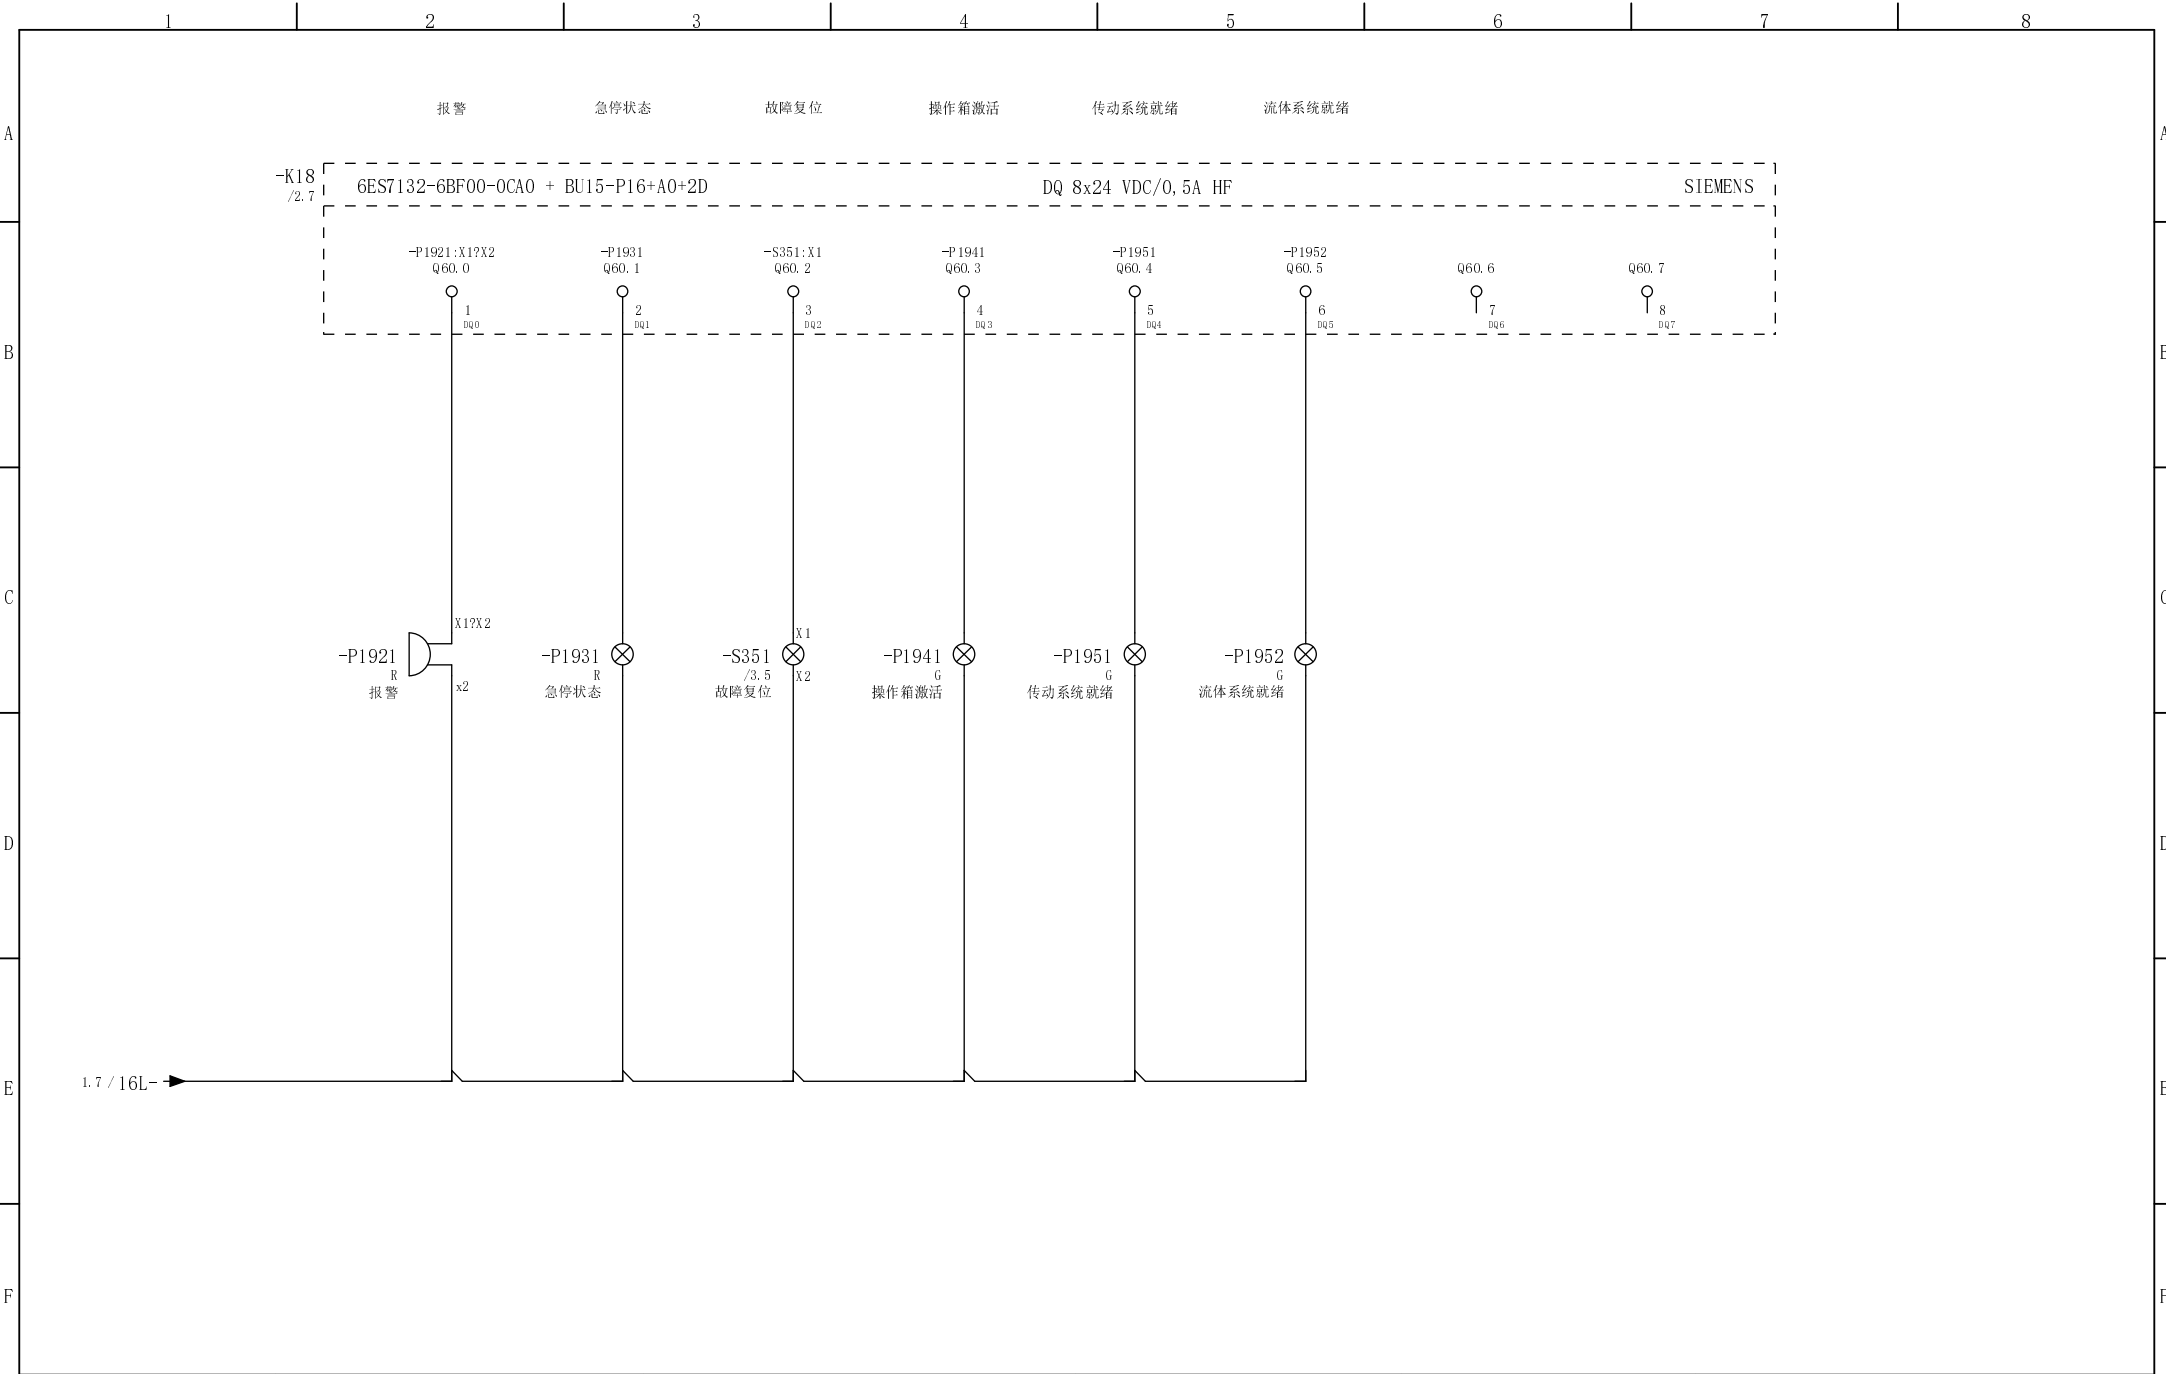 1 2 3 4 5 6 7 8
报警 急停状态 故障复位 操作箱激活 传动系统就绪 流体系统就绪
A A
-K18 6ES7132-6BF00-0CA0 + BU15-P16+A0+2D DQ 8x24 VDC/0,5A HF SIEMENS
/2.7
-P1921:X1?X2 -P1931 -S351:X1 -P1941 -P1951 -P1952
Q60.0 Q60.1 Q60.2 Q60.3 Q60.4 Q60.5 Q60.6 Q60.7
1 2 3 4 5 6 7 8
DQ0 DQ1 DQ2 DQ3 DQ4 DQ5 DQ6 DQ7
B
C
X1?X2 X1
-P1921 -P1931 -S351 -P1941 -P1951 -P1952
R R /3.5 X2 G G G
x2
报警 急停状态 故障复位 操作箱激活 传动系统就绪 流体系统就绪
D
1.7 / 16L-
E
F